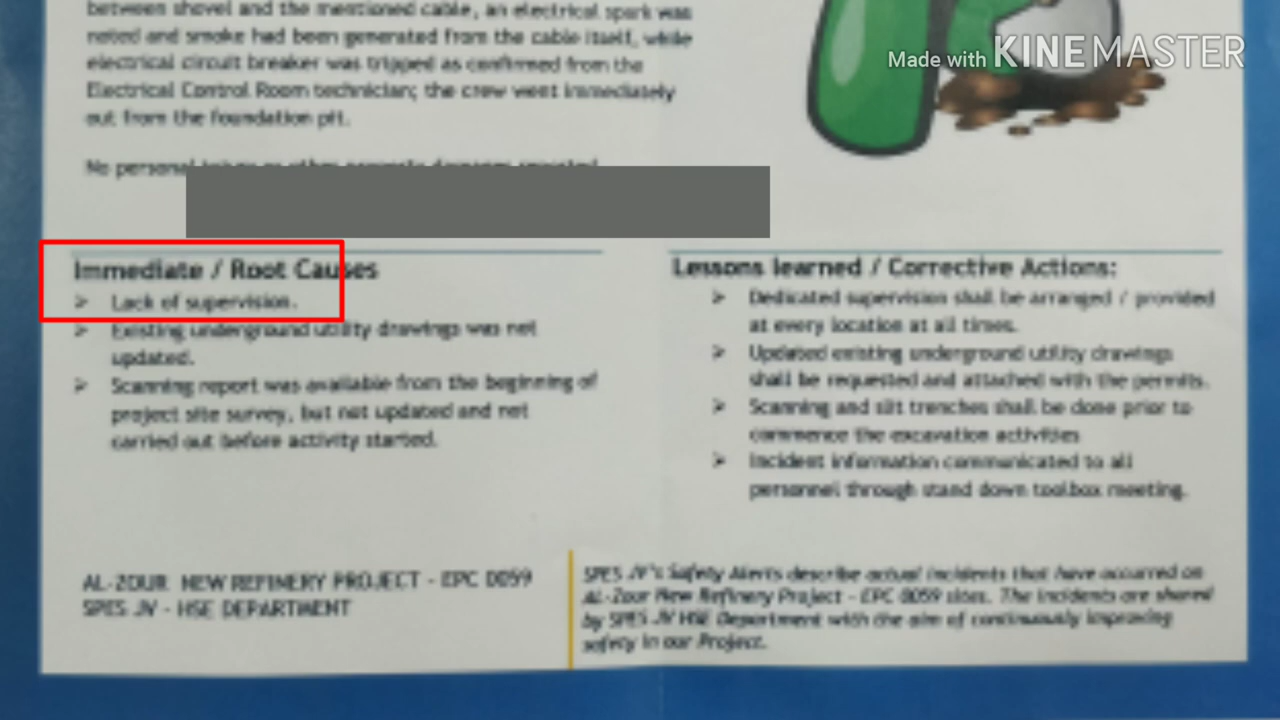 between shovel and the mentioned cable, an electrical spark was
noted and smoke had been generated from the cable itself, while
electrical circuit breaker was tripped as confirmed from the
Electrical Control Room technician; the crew went immediately
out from the foundation pit.
No personal
Immediate / Root Causes
➢ Lack of supervision.
➢ Existing underground utility drawings was not
updated.
➢ Scanning report was available from the beginning of
project site survey, but not updated and not
carried out before activity started.
Lessons learned / Corrective Actions:
➢ Dedicated supervision shall be arranged / provided
at every location at all times.
➢ Updated existing underground utility drawings
shall be requested and attached with the permits.
➢ Scanning and slit trenches shall be done prior to
commence the excavation activities
➢ Incident information communicated to all
personnel through stand down toolbox meeting.
AL-ZOUR NEW REFINERY PROJECT - EPC 0059
SPES JV - HSE DEPARTMENT
SPES JV's Safety Alerts describe actual incidents that have occurred on
AL-Zour New Refinery Project - EPC 0059 sites. The incidents are shared
by SPES JV HSE Department with the aim of continuously improving
safety in our Project.
Made with KINEMASTER